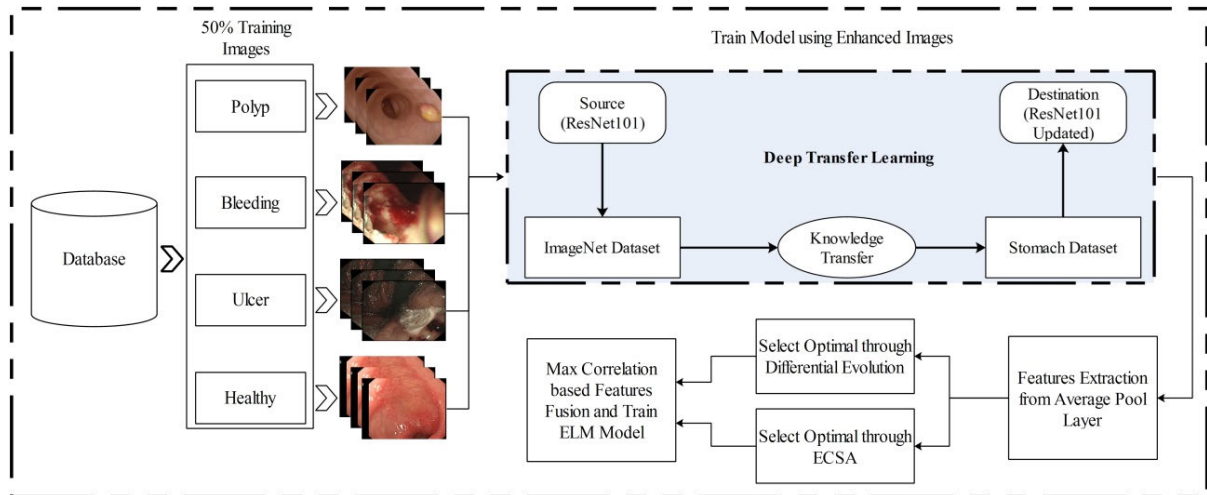 50% Training
Images
Train Model using Enhanced Images
Database
Polyp
Bleeding
Ulcer
Healthy
Source
(ResNet101)
Destination
(ResNet101
Updated)
Deep Transfer Learning
ImageNet Dataset
Knowledge
Transfer
Stomach Dataset
Max Correlation
based Features
Fusion and Train
ELM Model
Select Optimal through
Differential Evolution
Select Optimal through
ECSA
Features Extraction
from Average Pool
Layer